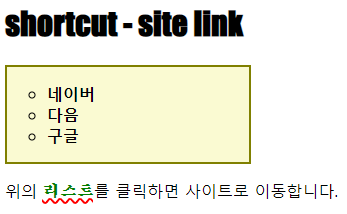 shortcut - site link
네이버
다음
구글
위의 리스트를 클릭하면 사이트로 이동합니다.